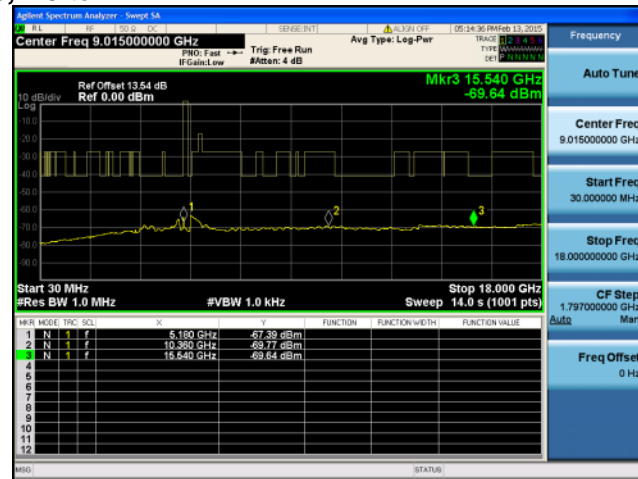 Agilent Spectrum Analyzer - Swept SA
RL RF 50 Ω DC SENSE:INT ALIGN OFF 05:14:36 PM Feb 13, 2015
Center Freq 9.015000000 GHz
PNO: Fast
IFGain:Low
Trig: Free Run
#Atten: 4 dB
Avg Type: Log-Pwr
TRACE 1 2 3 4 5 6
TYPE
DET P N N N N N
Ref Offset 13.54 dB
10 dB/div Ref 0.00 dBm
Log
Mkr3 15.540 GHz
-69.64 dBm
-10.0
-20.0
-30.0
-40.0
-50.0
-60.0
-70.0
-80.0
-90.0
1
2
3
Start 30 MHz Stop 18.000 GHz
#Res BW 1.0 MHz #VBW 1.0 kHz Sweep 14.0 s (1001 pts)
MKR MODE TRC SCL X Y FUNCTION FUNCTION WIDTH FUNCTION VALUE
1 N 1 f 5.160 GHz -67.39 dBm
2 N 1 f 10.360 GHz -69.77 dBm
3 N 1 f 15.540 GHz -69.64 dBm
4
5
6
7
8
9
10
11
12
MSG STATUS
Frequency
Auto Tune
Center Freq
9.015000000 GHz
Start Freq
30.000000 MHz
Stop Freq
18.000000000 GHz
CF Step
1.797000000 GHz
Auto Man
Freq Offset
0 Hz